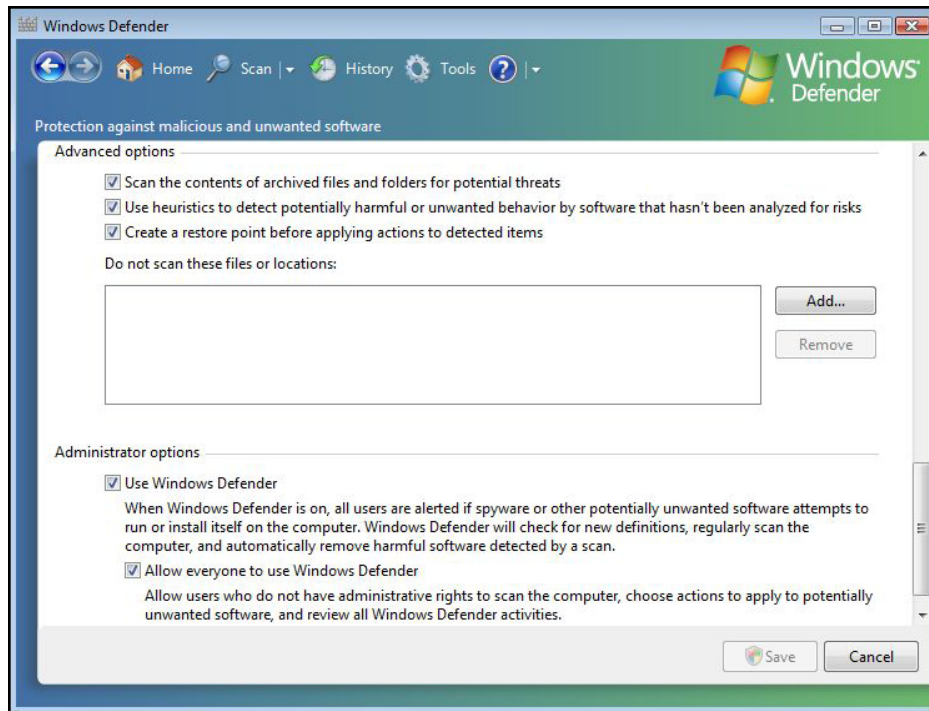 Windows Defender
Home Scan History Tools ?
Windows
Defender
Protection against malicious and unwanted software
Advanced options
Scan the contents of archived files and folders for potential threats
Use heuristics to detect potentially harmful or unwanted behavior by software that hasn't been analyzed for risks
Create a restore point before applying actions to detected items
Do not scan these files or locations:
Add...
Remove
Administrator options
Use Windows Defender
When Windows Defender is on, all users are alerted if spyware or other potentially unwanted software attempts to
run or install itself on the computer. Windows Defender will check for new definitions, regularly scan the
computer, and automatically remove harmful software detected by a scan.
Allow everyone to use Windows Defender
Allow users who do not have administrative rights to scan the computer, choose actions to apply to potentially
unwanted software, and review all Windows Defender activities.
Save Cancel